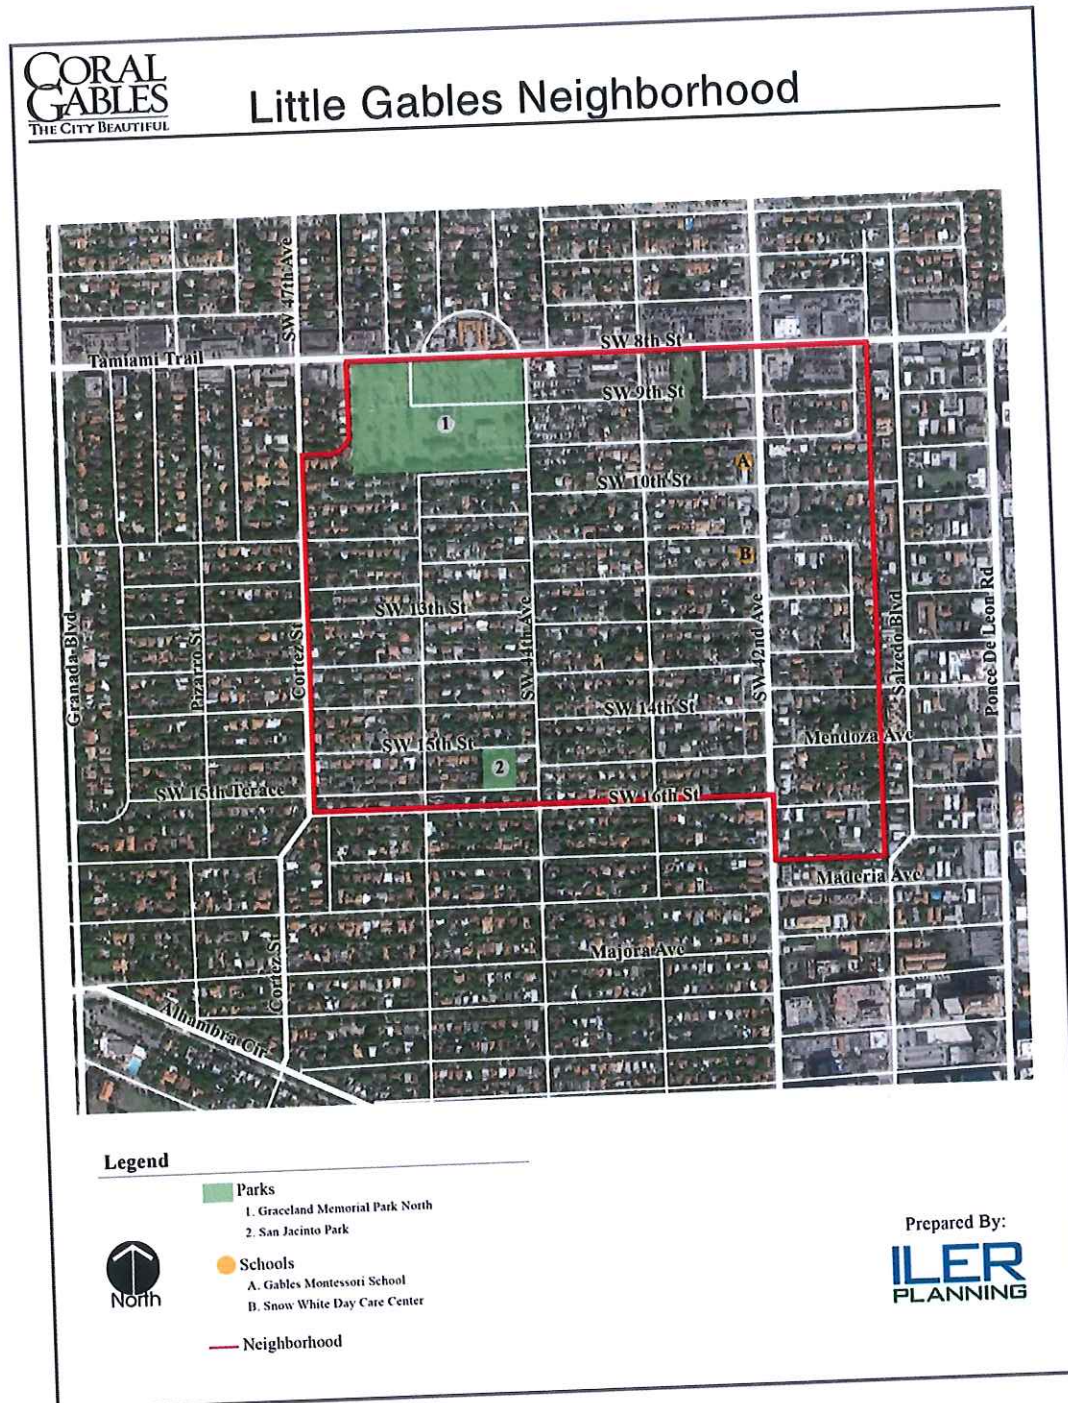 CORAL
GABLES
THE CITY BEAUTIFUL
Little Gables Neighborhood
SW 47th Ave
Tamiami Trail
SW 8th St
SW 9th St
1
A
SW 10th St
B
SW 13th St
SW 44th Ave
SW 42nd Ave
Granada Blvd
Pizarro St
Cortez St
Salzedo Blvd
Ponce De Leon Rd
SW 14th St
Mendoza Ave
SW 15th St
2
SW 15th Terace
SW 16th St
Maderia Ave
Majora Ave
Cortez St
Alhambra Cir
Legend
Parks
1. Graceland Memorial Park North
2. San Jacinto Park
Schools
A. Gables Montessori School
B. Snow White Day Care Center
Neighborhood
North
Prepared By:
ILER
PLANNING